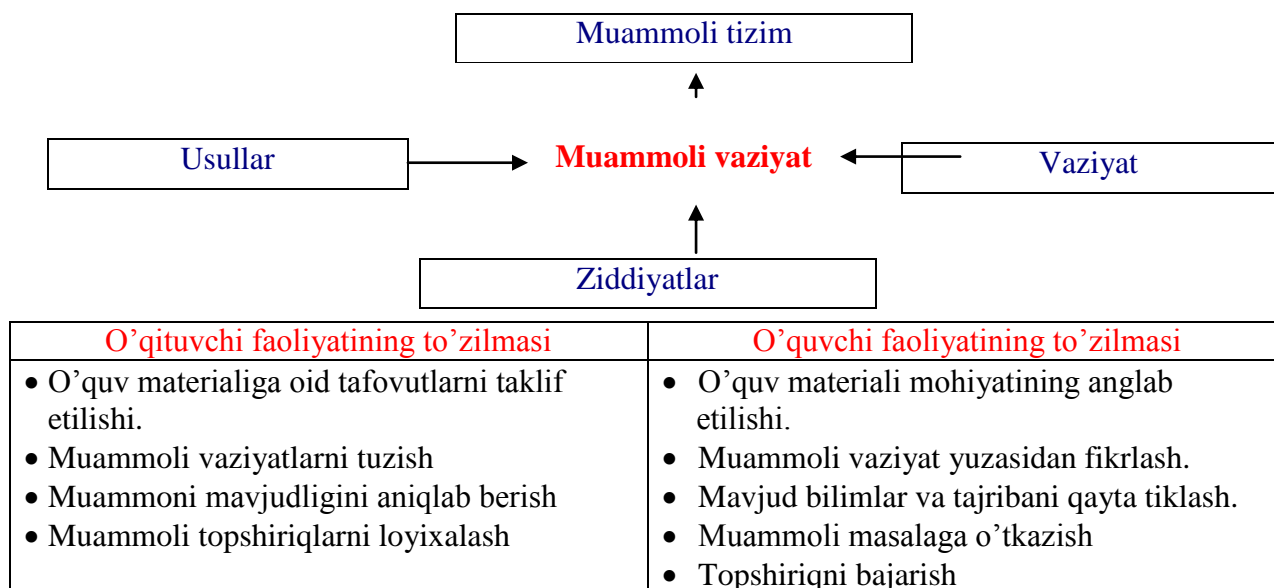 Muammoli tizim
Usullar
Muammoli vaziyat
Vaziyat
Ziddiyatlar
O’qituvchi faoliyatining to’zilmasi
• O’quv materialiga oid tafovutlarni taklif
etilishi.
• Muammoli vaziyatlarni tuzish
• Muammoni mavjudligini aniqlab berish
• Muammoli topshiriqlarni loyixalash
O’quvchi faoliyatining to’zilmasi
• O’quv materiali mohiyatining anglab
etilishi.
• Muammoli vaziyat yuzasidan fikrlash.
• Mavjud bilimlar va tajribani qayta tiklash.
• Muammoli masalaga o’tkazish
• Topshiriqni bajarish